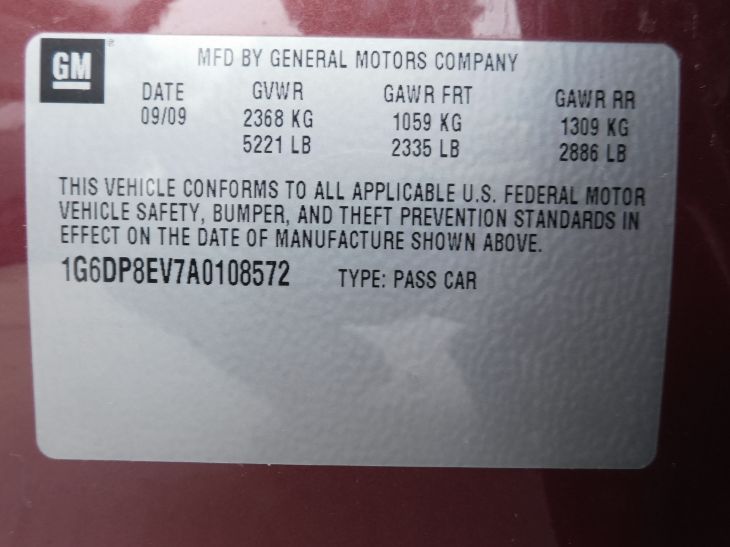 GM®
MFD BY GENERAL MOTORS COMPANY
DATE GVWR GAWR FRT GAWR RR
09/09 2368 KG 1059 KG 1309 KG
5221 LB 2335 LB 2886 LB
THIS VEHICLE CONFORMS TO ALL APPLICABLE U.S. FEDERAL MOTOR
VEHICLE SAFETY, BUMPER, AND THEFT PREVENTION STANDARDS IN
EFFECT ON THE DATE OF MANUFACTURE SHOWN ABOVE.
1G6DP8EV7A0108572 TYPE: PASS CAR